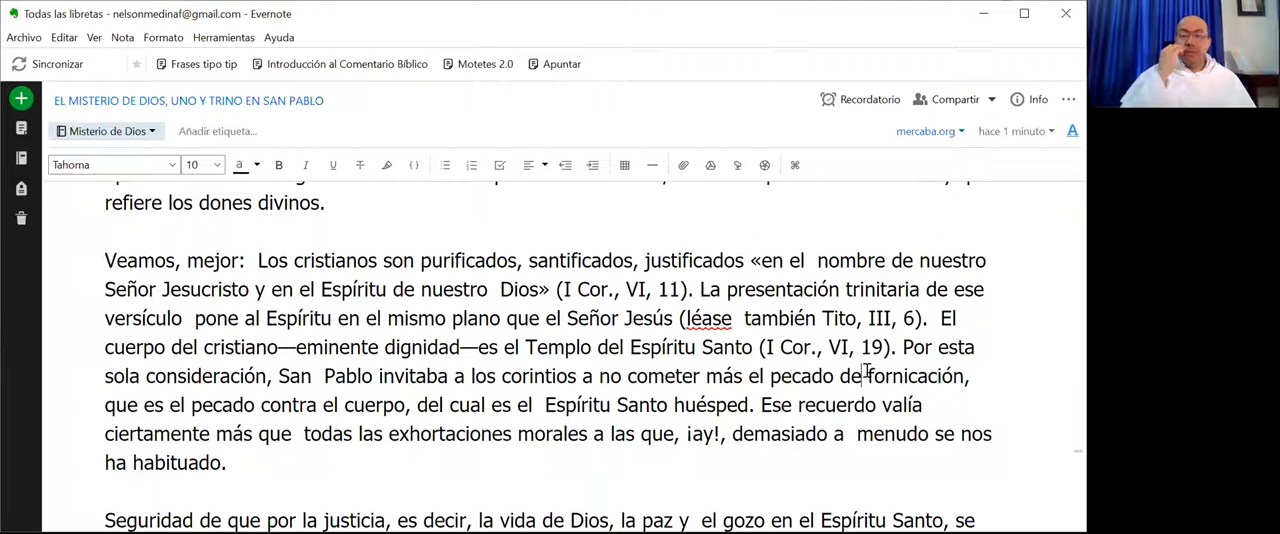 Todas las libretas - nelsonmedinaf@gmail.com - Evernote
Archivo Editar Ver Nota Formato Herramientas Ayuda
Sincronizar Frases tipo tip Introducción al Comentario Bíblico Motetes 2.0 Apuntar
EL MISTERIO DE DIOS, UNO Y TRINO EN SAN PABLO Recordatorio Compartir Info
Misterio de Dios Añadir etiqueta... mercaba.org hace 1 minuto
Tahoma 10
refiere los dones divinos.
Veamos, mejor: Los cristianos son purificados, santificados, justificados «en el nombre de nuestro
Señor Jesucristo y en el Espíritu de nuestro Dios» (I Cor., VI, 11). La presentación trinitaria de ese
versículo pone al Espíritu en el mismo plano que el Señor Jesús (léase también Tito, III, 6). El
cuerpo del cristiano—eminente dignidad—es el Templo del Espíritu Santo (I Cor., VI, 19). Por esta
sola consideración, San Pablo invitaba a los corintios a no cometer más el pecado de fornicación,
que es el pecado contra el cuerpo, del cual es el Espíritu Santo huésped. Ese recuerdo valía
ciertamente más que todas las exhortaciones morales a las que, ¡ay!, demasiado a menudo se nos
ha habituado.
Seguridad de que por la justicia, es decir, la vida de Dios, la paz y el gozo en el Espíritu Santo, se